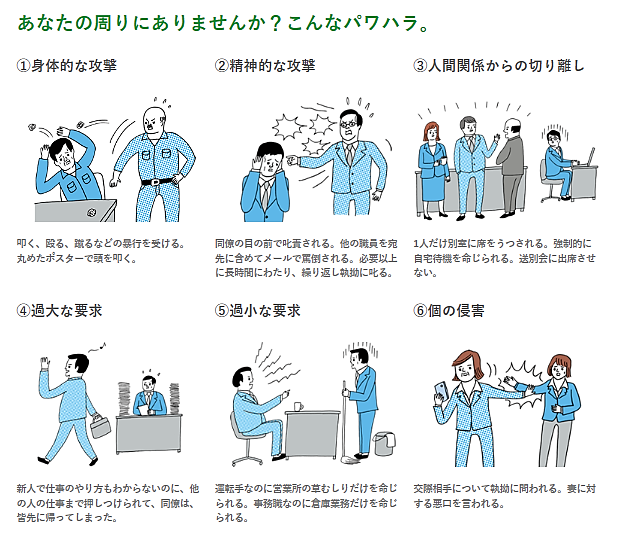 あなたの周りにありませんか？こんなパワハラ。
①身体的な攻撃
②精神的な攻撃
③人間関係からの切り離し
叩く、殴る、蹴るなどの暴行を受ける。
丸めたポスターで頭を叩く。
同僚の目の前で叱責される。他の職員を宛
先に含めてメールで罵倒される。必要以上
に長時間にわたり、繰り返し執拗に叱る。
1人だけ別室に席をうつされる。強制的に
自宅待機を命じられる。送別会に出席させ
ない。
④過大な要求
⑤過小な要求
⑥個の侵害
新人で仕事のやり方もわからないのに、他
の人の仕事まで押しつけられて、同僚は、
皆先に帰ってしまった。
運転手なのに営業所の草むしりだけを命じ
られる。事務職なのに倉庫業務だけを命じ
られる。
交際相手について執拗に問われる。妻に対
する悪口を言われる。